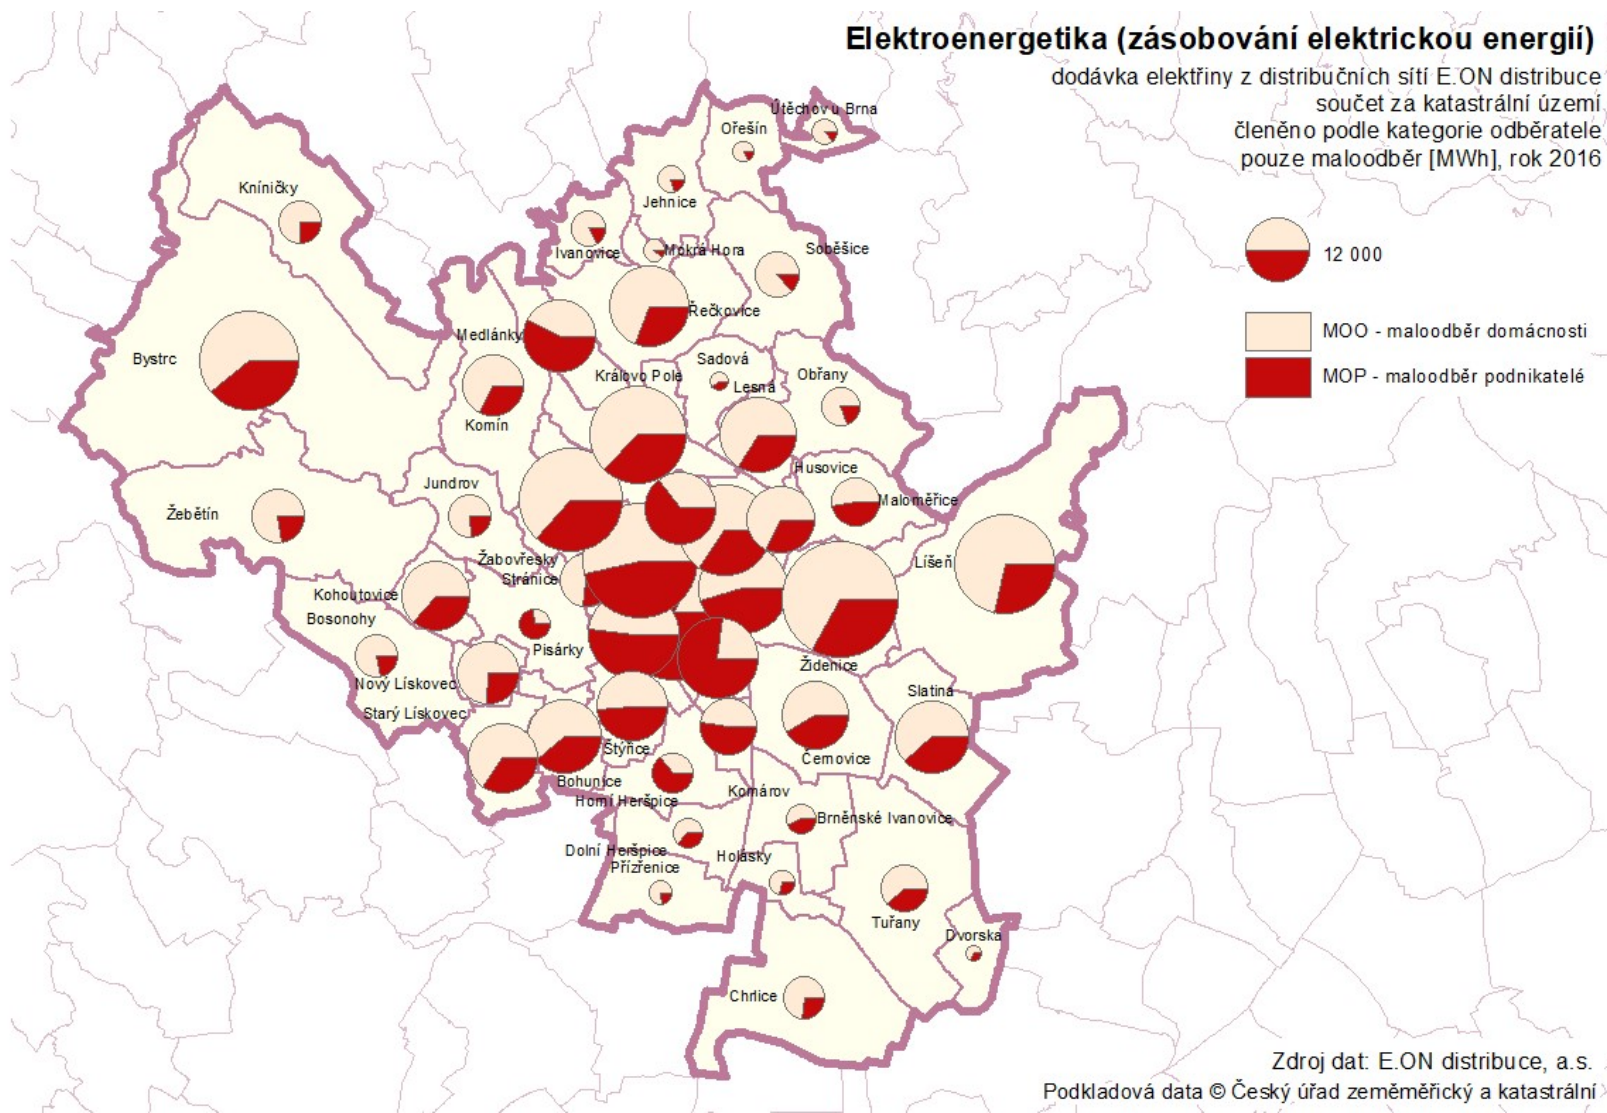 Elektroenergetika (zásobování elektrickou energií)
dodávka elektřiny z distribučních sítí E.ON distribuce
součet za katastrální území
členěno podle kategorie odběratele
pouze maloodběr [MWh], rok 2016
12 000
MOO - maloodběr domácnosti
MOP - maloodběr podnikatelé
Útěchov u Brna
Ořešín
Kníničky
Jehnice
Ivanovice
Mokrá Hora
Soběšice
Řečkovice
Medlánky
Bystrc
Sadová
Královo Pole
Lesná
Obřany
Komín
Husovice
Jundrov
Maloměřice
Žebětín
Žabovřesky
Líšeň
Stránice
Kohoutovice
Bosonohy
Pisárky
Židenice
Nový Lískovec
Slatina
Starý Lískovec
Štýřice
Černovice
Bohunice
Komárov
Horní Heršpice
Brněnské Ivanovice
Dolní Heršpice
Holásky
Přízřenice
Tuřany
Dvorska
Chrlice
Zdroj dat: E.ON distribuce, a.s.
Podkladová data © Český úřad zeměměřický a katastrální